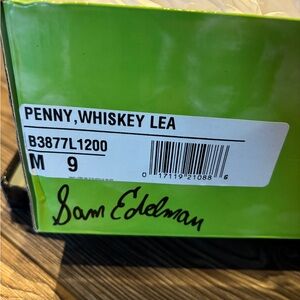 PENNY,WHISKEY LEA
B3877L1200
M 9
0 17119 21088 6
Sam Edelman